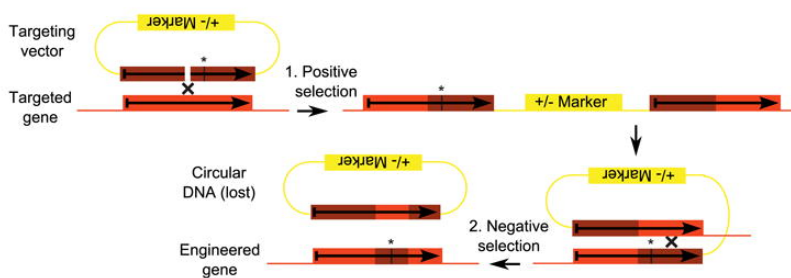 +/- Marker
Targeting
vector
*
Targeted
gene
1. Positive
selection
*
+/- Marker
+/- Marker
Circular
DNA (lost)
+/- Marker
2. Negative
selection
*
Engineered
gene
*